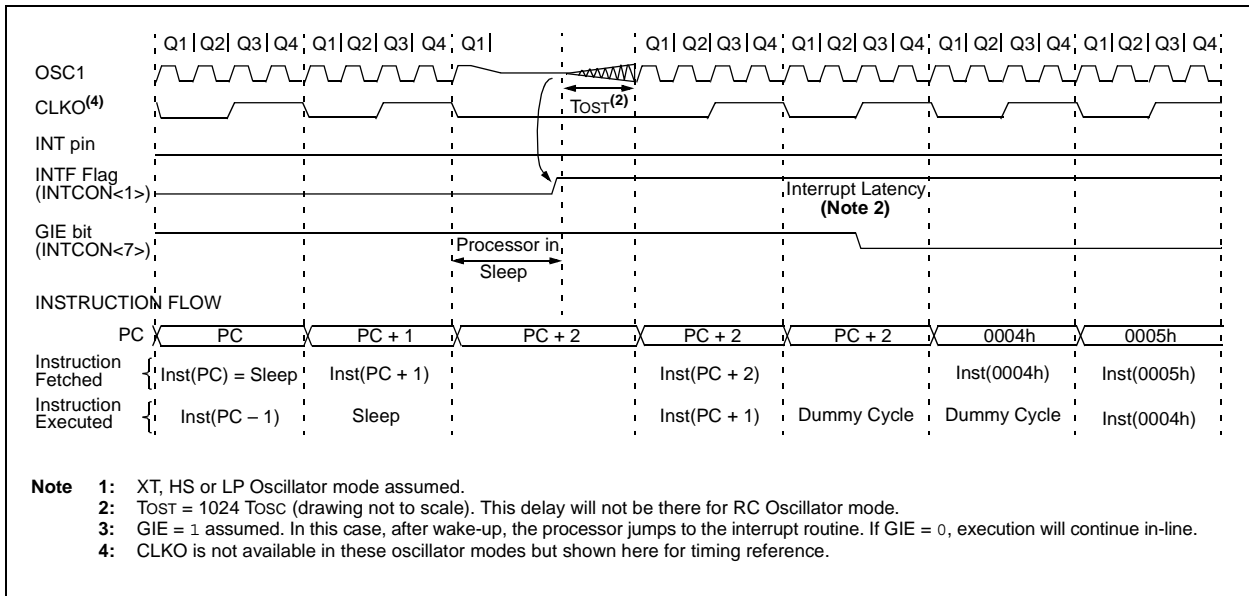 Q1 Q2 Q3 Q4 Q1 Q2 Q3 Q4 Q1 Q1 Q2 Q3 Q4 Q1 Q2 Q3 Q4 Q1 Q2 Q3 Q4 Q1 Q2 Q3 Q4
OSC1
CLKO(4)
TOST(2)
INT pin
INTF Flag
(INTCON<1>)
Interrupt Latency
(Note 2)
GIE bit
(INTCON<7>)
Processor in
Sleep
INSTRUCTION FLOW
PC PC PC + 1 PC + 2 PC + 2 PC + 2 0004h 0005h
Instruction
Fetched
Inst(PC) = Sleep Inst(PC + 1) Inst(PC + 2) Inst(0004h) Inst(0005h)
Instruction
Executed
Inst(PC – 1) Sleep Inst(PC + 1) Dummy Cycle Dummy Cycle Inst(0004h)
Note 1: XT, HS or LP Oscillator mode assumed.
2: TOST = 1024 TOSC (drawing not to scale). This delay will not be there for RC Oscillator mode.
3: GIE = 1 assumed. In this case, after wake-up, the processor jumps to the interrupt routine. If GIE = 0, execution will continue in-line.
4: CLKO is not available in these oscillator modes but shown here for timing reference.